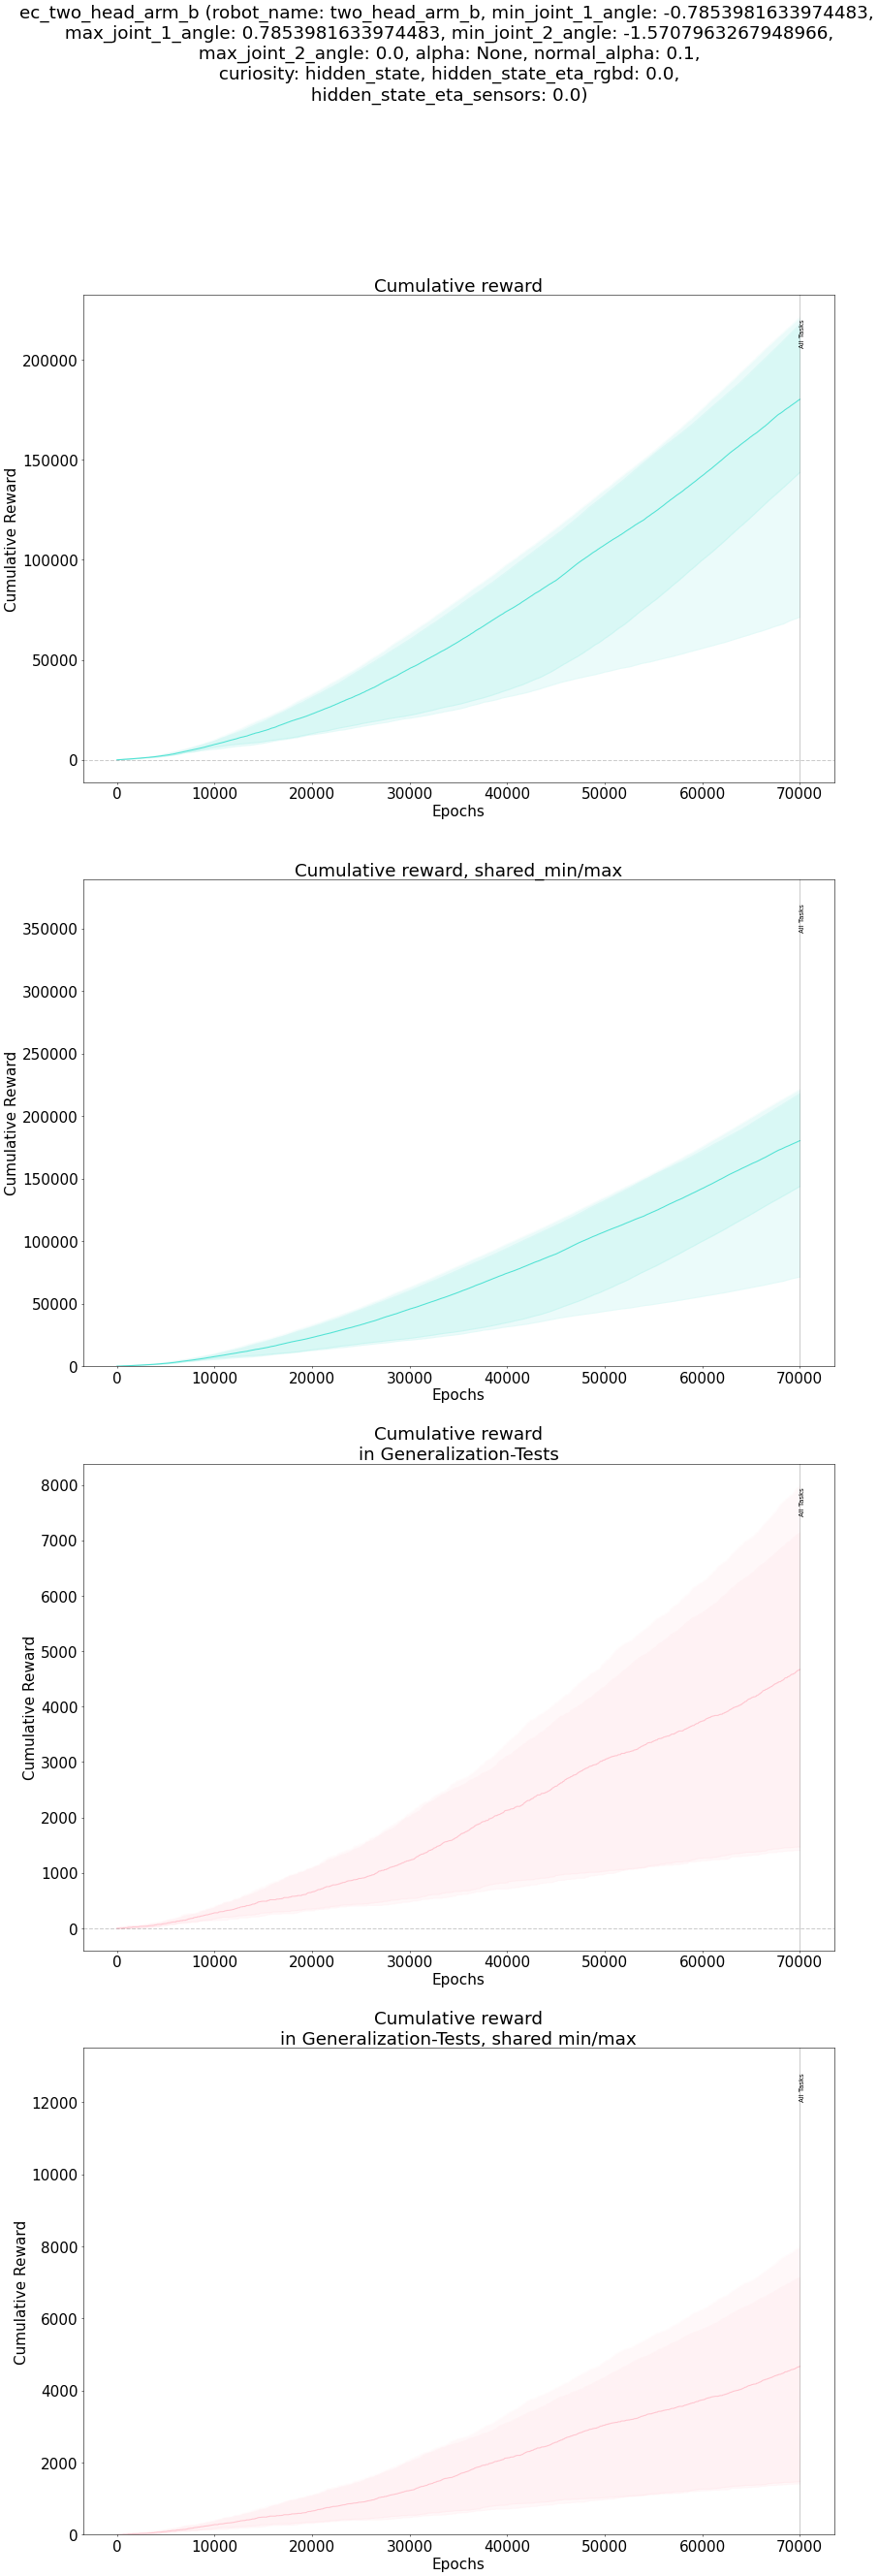 ec_two_head_arm_b (robot_name: two_head_arm_b, min_joint_1_angle: -0.7853981633974483,
max_joint_1_angle: 0.7853981633974483, min_joint_2_angle: -1.5707963267948966,
max_joint_2_angle: 0.0, alpha: None, normal_alpha: 0.1,
curiosity: hidden_state, hidden_state_eta_rgbd: 0.0,
hidden_state_eta_sensors: 0.0)
Cumulative reward
All Tasks
200000
150000
100000
50000
0
Cumulative Reward
0 10000 20000 30000 40000 50000 60000 70000
Epochs
Cumulative reward, shared_min/max
All Tasks
350000
300000
250000
200000
150000
100000
50000
0
Cumulative Reward
0 10000 20000 30000 40000 50000 60000 70000
Epochs
Cumulative reward
in Generalization-Tests
All Tasks
8000
7000
6000
5000
4000
3000
2000
1000
0
Cumulative Reward
0 10000 20000 30000 40000 50000 60000 70000
Epochs
Cumulative reward
in Generalization-Tests, shared min/max
All Tasks
12000
10000
8000
6000
4000
2000
0
Cumulative Reward
0 10000 20000 30000 40000 50000 60000 70000
Epochs